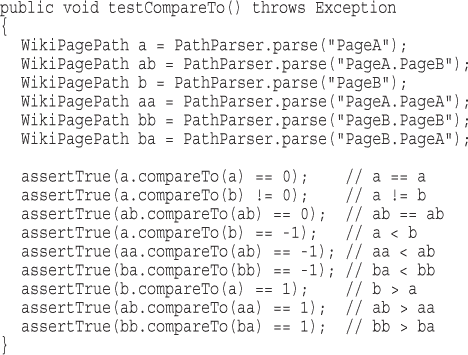 public void testCompareTo() throws Exception
{
  WikiPagePath a = PathParser.parse("PageA");
  WikiPagePath ab = PathParser.parse("PageA.PageB");
  WikiPagePath b = PathParser.parse("PageB");
  WikiPagePath aa = PathParser.parse("PageA.PageA");
  WikiPagePath bb = PathParser.parse("PageB.PageB");
  WikiPagePath ba = PathParser.parse("PageB.PageA");

  assertTrue(a.compareTo(a) == 0);    // a == a
  assertTrue(a.compareTo(b) != 0);    // a != b
  assertTrue(ab.compareTo(ab) == 0);  // ab == ab
  assertTrue(a.compareTo(b) == -1);   // a < b
  assertTrue(aa.compareTo(ab) == -1); // aa < ab
  assertTrue(ba.compareTo(bb) == -1); // ba < bb
  assertTrue(b.compareTo(a) == 1);    // b > a
  assertTrue(ab.compareTo(aa) == 1);  // ab > aa
  assertTrue(bb.compareTo(ba) == 1);  // bb > ba
}